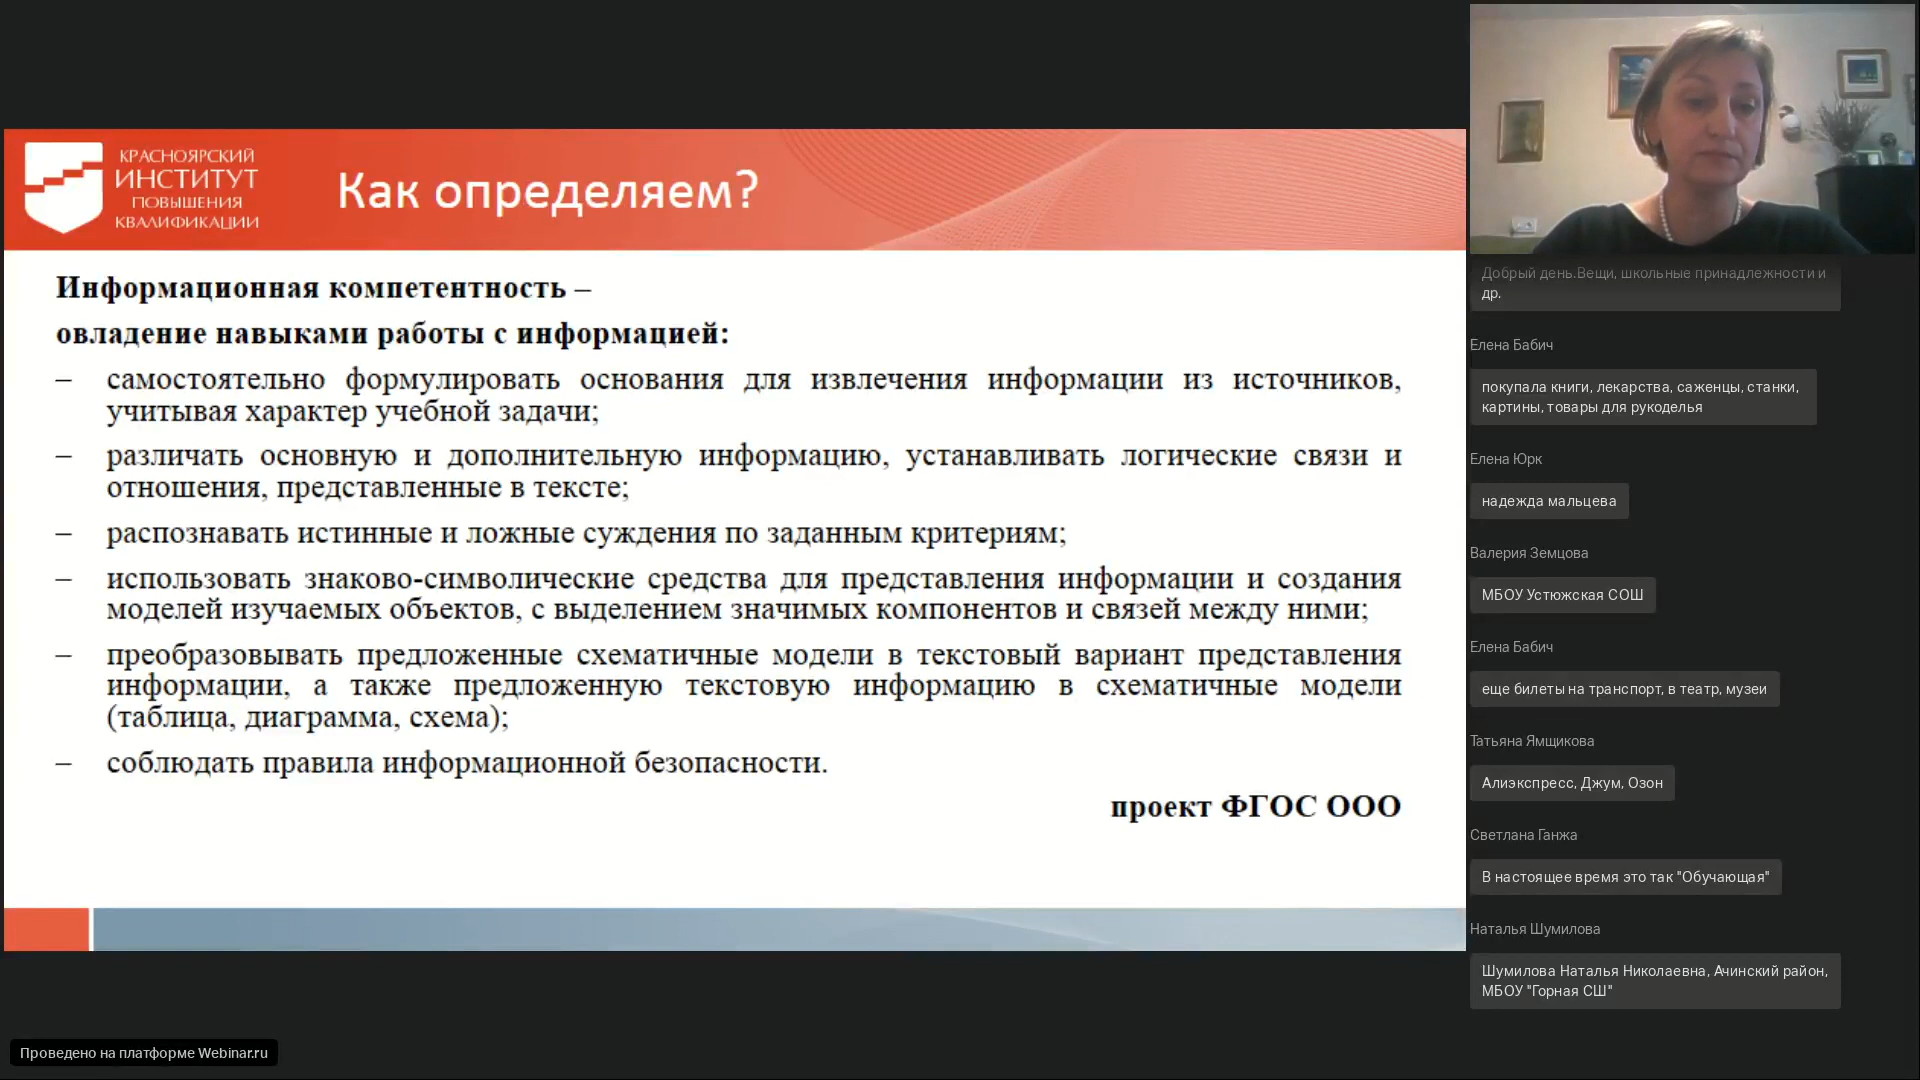 КРАСНОЯРСКИЙ
ИНСТИТУТ
ПОВЫШЕНИЯ
КВАЛИФИКАЦИИ
Как определяем?
Информационная компетентность –
овладение навыками работы с информацией:
– самостоятельно формулировать основания для извлечения информации из источников,
учитывая характер учебной задачи;
– различать основную и дополнительную информацию, устанавливать логические связи и
отношения, представленные в тексте;
– распознавать истинные и ложные суждения по заданным критериям;
– использовать знаково-символические средства для представления информации и создания
моделей изучаемых объектов, с выделением значимых компонентов и связей между ними;
– преобразовывать предложенные схематичные модели в текстовый вариант представления
информации, а также предложенную текстовую информацию в схематичные модели
(таблица, диаграмма, схема);
– соблюдать правила информационной безопасности.
проект ФГОС ООО
Проведено на платформе Webinar.ru
Добрый день.Вещи, школьные принадлежности и
др.
Елена Бабич
покупала книги, лекарства, саженцы, станки,
картины, товары для рукоделья
Елена Юрк
надежда мальцева
Валерия Земцова
МБОУ Устюжская СОШ
Елена Бабич
еще билеты на транспорт, в театр, музеи
Татьяна Ямщикова
Алиэкспресс, Джум, Озон
Светлана Ганжа
В настоящее время это так "Обучающая"
Наталья Шумилова
Шумилова Наталья Николаевна, Ачинский район,
МБОУ "Горная СШ"